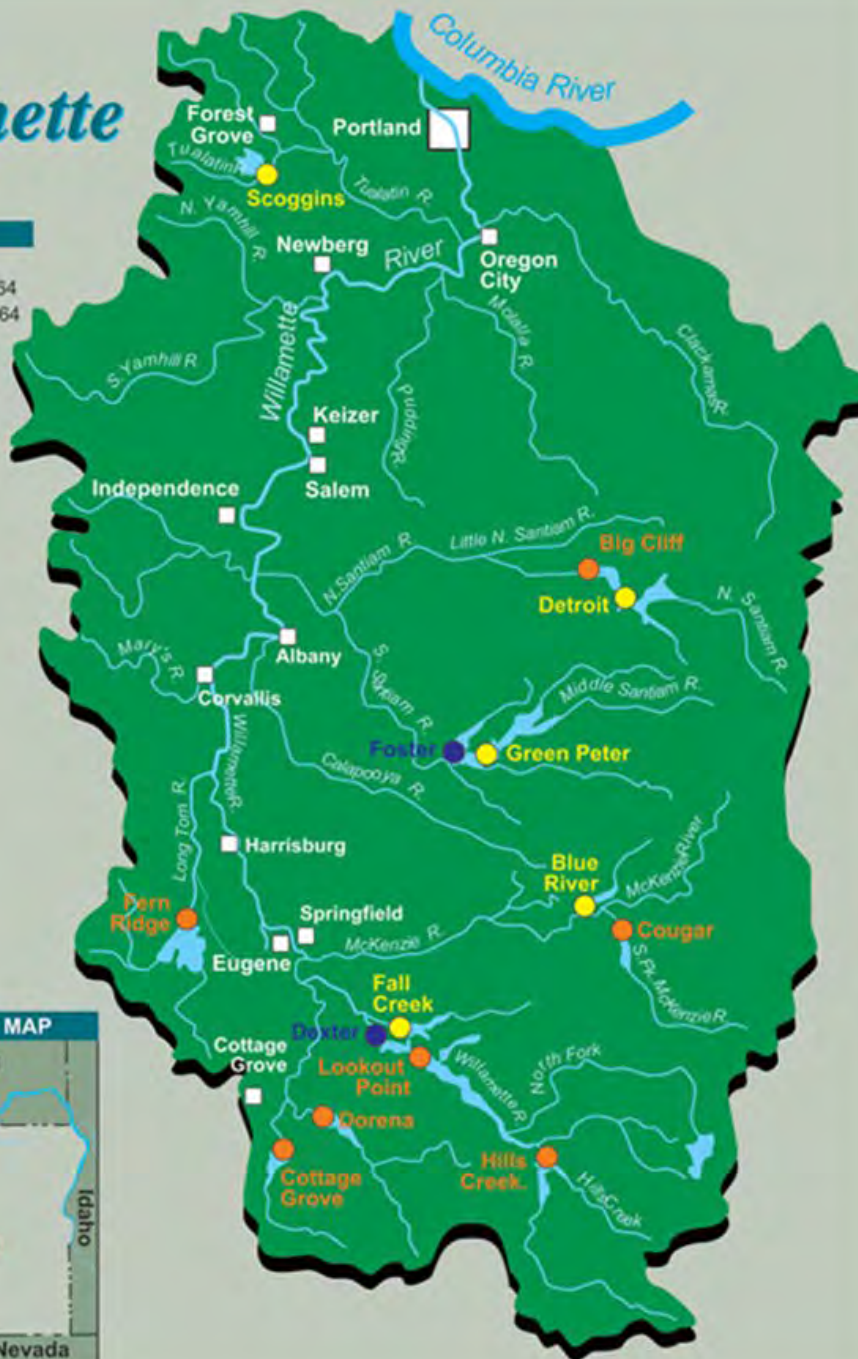 nette
Columbia River
Forest
Grove
Portland
Tualatin R.
Scoggins
Tualatin R.
N. Yamhill R.
Newberg
River
Oregon
City
64
64
Willamette
Molalla R.
Clackamas R.
S. Yamhill R.
Pudding R.
Keizer
Salem
Independence
N. Santiam R.
Little N. Santiam R.
Big Cliff
Detroit
N. Santiam R.
Mary's R.
Albany
Corvallis
S. Santiam R.
Middle Santiam R.
Foster
Green Peter
Willamette R.
Calapooya R.
Long Tom R.
Harrisburg
Blue
River
McKenzie River
Fern
Ridge
Springfield
Eugene
McKenzie R.
Cougar
S. Fk. McKenzie R.
Fall
Creek
Dexter
Lookout
Point
Willamette R.
North Fork
MAP
Cottage
Grove
Dorena
Cottage
Grove
Hills
Creek.
Hills Creek
Idaho
Nevada